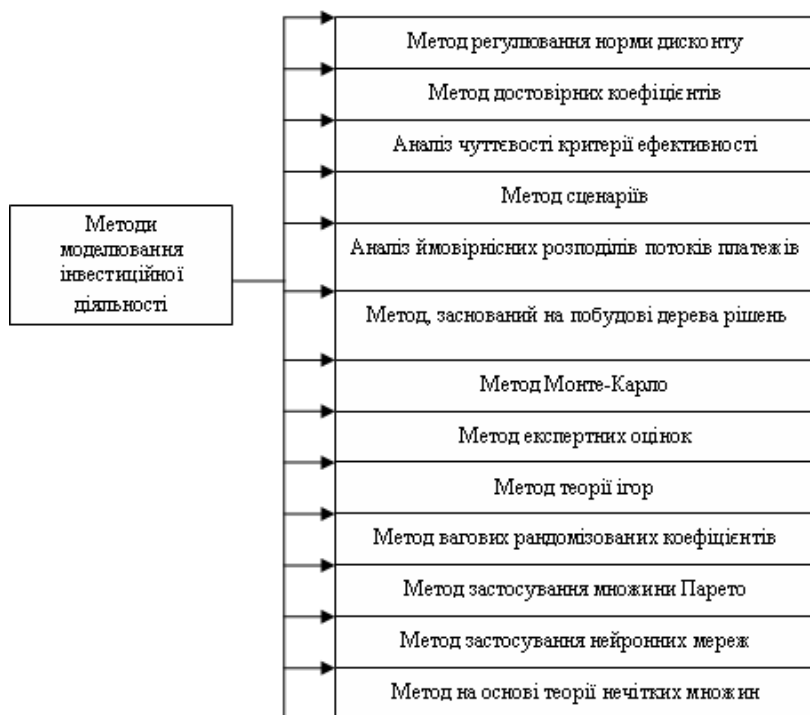 Метод регулювання норми дисконту
Метод достовірних коефіцієнтів
Аналіз чуттєвості критерії ефективності
Метод сценаріїв
Аналіз ймовірнісних розподілів потоків платежів
Методи
моделювання
інвестиційної
діяльності
Метод, заснований на побудові дерева рішень
Метод Монте-Карло
Метод експертних оцінок
Метод теорії ігор
Метод вагових рандомізованих коефіцієнтів
Метод застосування множини Парето
Метод застосування нейронних мереж
Метод на основі теорії нечітких множин